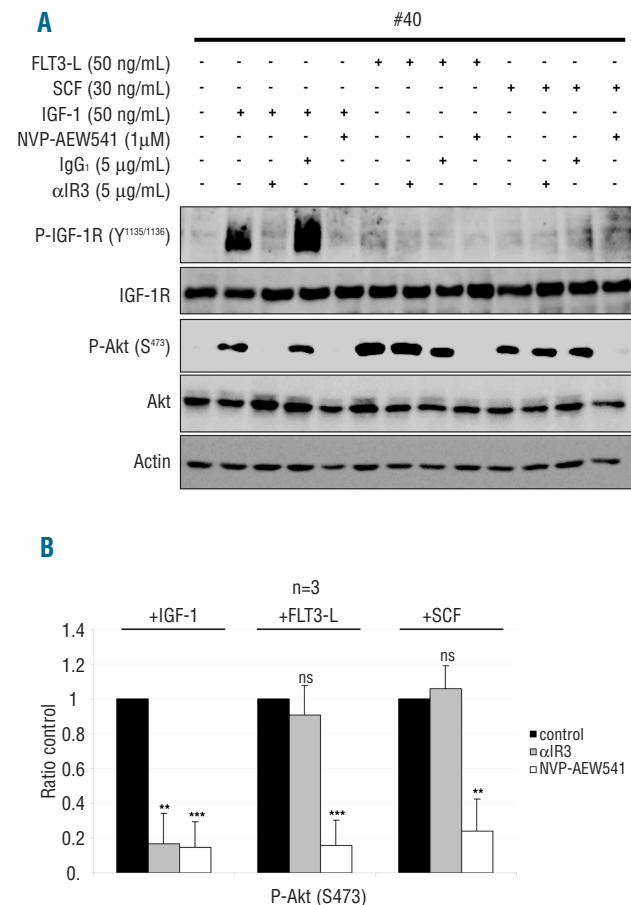 A
#40
FLT3-L (50 ng/mL) - - - - - + + + + - - - -
SCF (30 ng/mL) - - - - - - - - - + + + +
IGF-1 (50 ng/mL) - + + + + - - - - - - - -
NVP-AEW541 (1μM) - - - - + - - - + - - - +
IgG₁ (5 μg/mL) - - - + - - - + - - - + -
αIR3 (5 μg/mL) - - + - - - + - - - + - -
P-IGF-1R (Y1135/1136)
IGF-1R
P-Akt (S473)
Akt
Actin
B
n=3
+IGF-1 +FLT3-L +SCF
1.4
1.2
1
0.8
0.6
0.4
0.2
0.
Ratio control
** *** ns *** ns **
control
αIR3
NVP-AEW541
P-Akt (S473)